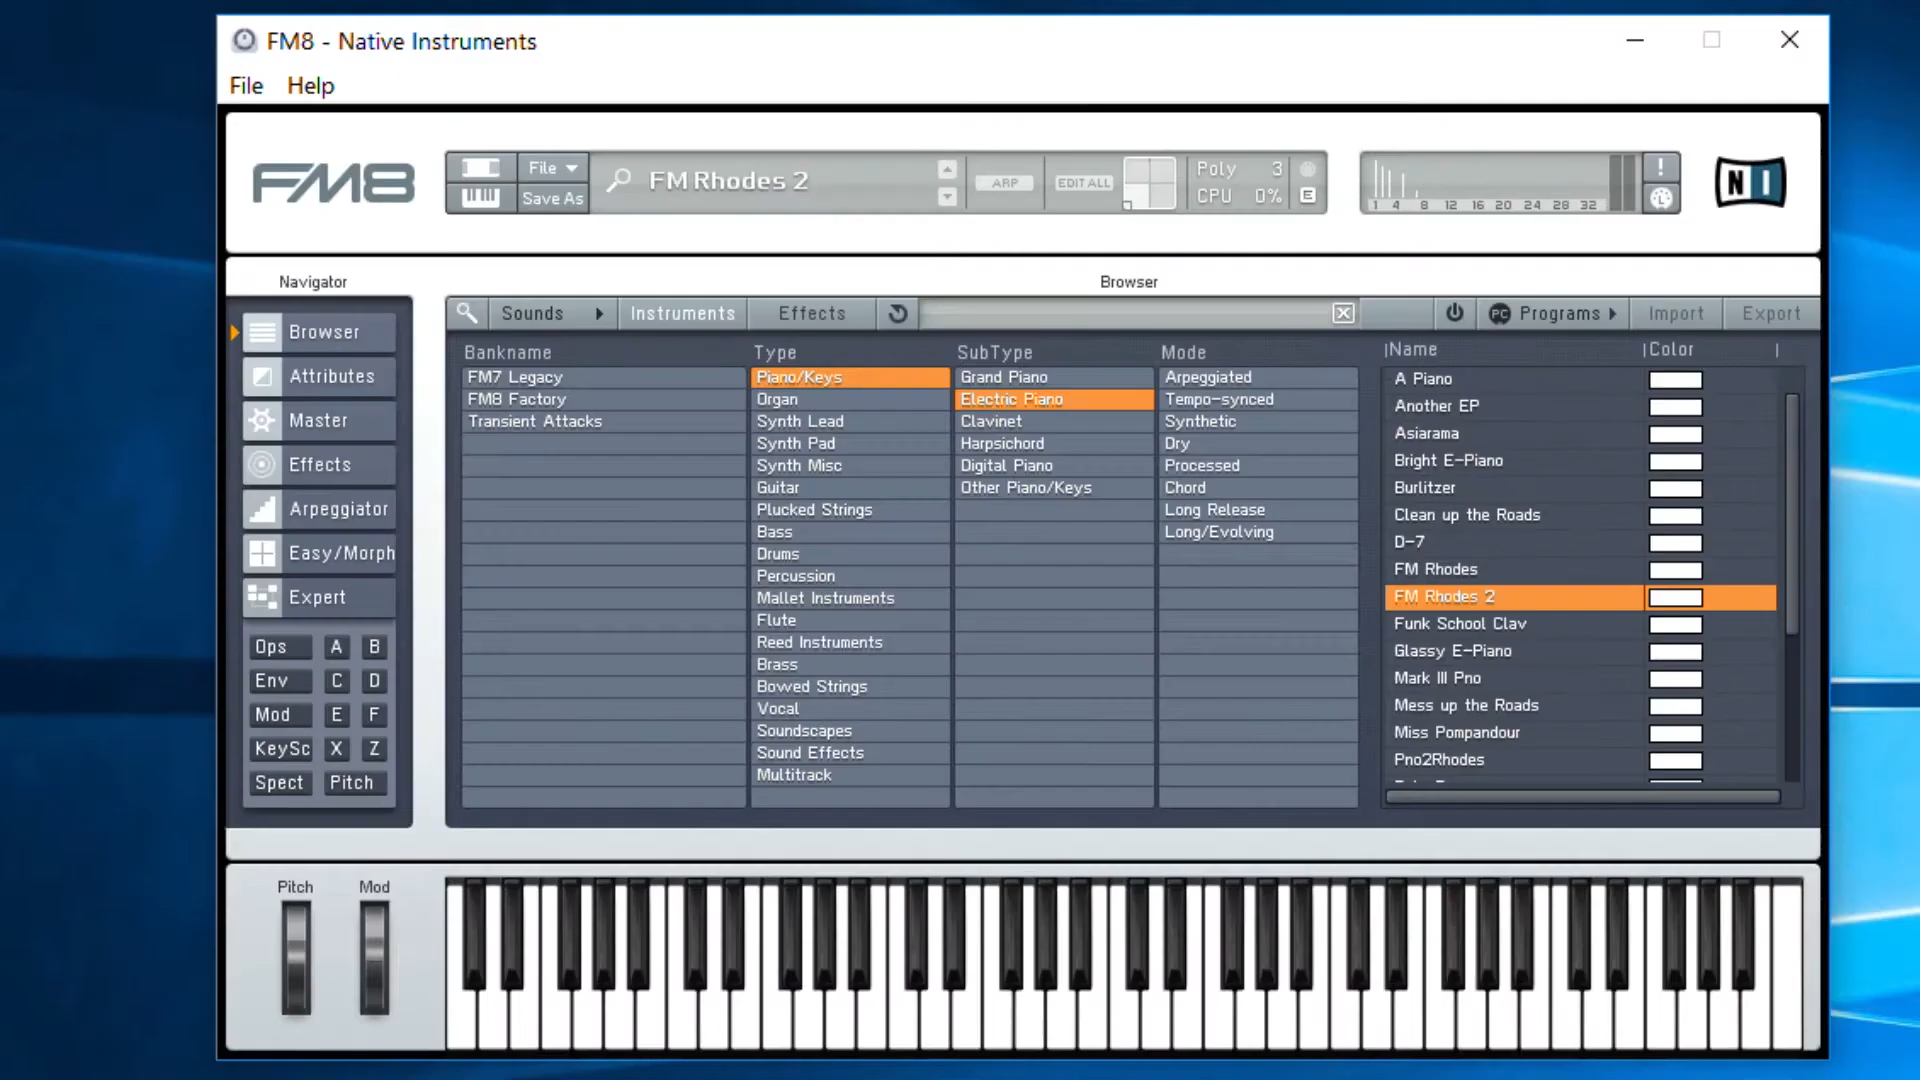 FM8 - Native Instruments
File Help
FM8
File
Save As
FM Rhodes 2
ARP
EDIT ALL
Poly 3
CPU 0%
E
1 4 8 12 16 20 24 28 32
!
L
NI
Navigator
Browser
Browser
Attributes
Master
Effects
Arpeggiator
Easy/Morph
Expert
Ops A B
Env C D
Mod E F
KeySc X Z
Spect Pitch
Sounds Instruments Effects
PC Programs Import Export
Bankname
FM7 Legacy
FM8 Factory
Transient Attacks
Type
Piano/Keys
Organ
Synth Lead
Synth Pad
Synth Misc
Guitar
Plucked Strings
Bass
Drums
Percussion
Mallet Instruments
Flute
Reed Instruments
Brass
Bowed Strings
Vocal
Soundscapes
Sound Effects
Multitrack
SubType
Grand Piano
Electric Piano
Clavinet
Harpsichord
Digital Piano
Other Piano/Keys
Mode
Arpeggiated
Tempo-synced
Synthetic
Dry
Processed
Chord
Long Release
Long/Evolving
Name Color
A Piano
Another EP
Asiarama
Bright E-Piano
Burlitzer
Clean up the Roads
D-7
FM Rhodes
FM Rhodes 2
Funk School Clav
Glassy E-Piano
Mark III Pno
Mess up the Roads
Miss Pompandour
Pno2Rhodes
Pitch Mod